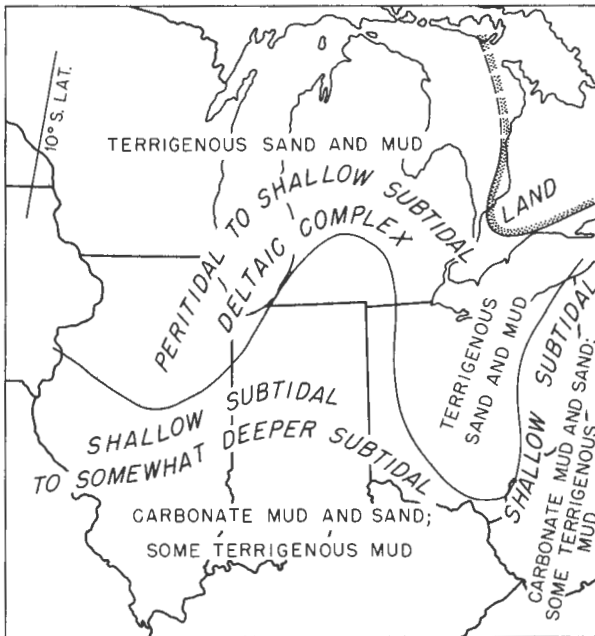 10° S. LAT.
TERRIGENOUS SAND AND MUD
LAND
PERITIDAL TO SHALLOW SUBTIDAL
DELTAIC COMPLEX
TERRIGENOUS
SAND AND MUD
SHALLOW SUBTIDAL
TO SOMEWHAT DEEPER SUBTIDAL
CARBONATE MUD AND SAND;
SOME TERRIGENOUS MUD
SHALLOW SUBTIDAL
CARBONATE MUD AND SAND;
SOME TERRIGENOUS
MUD